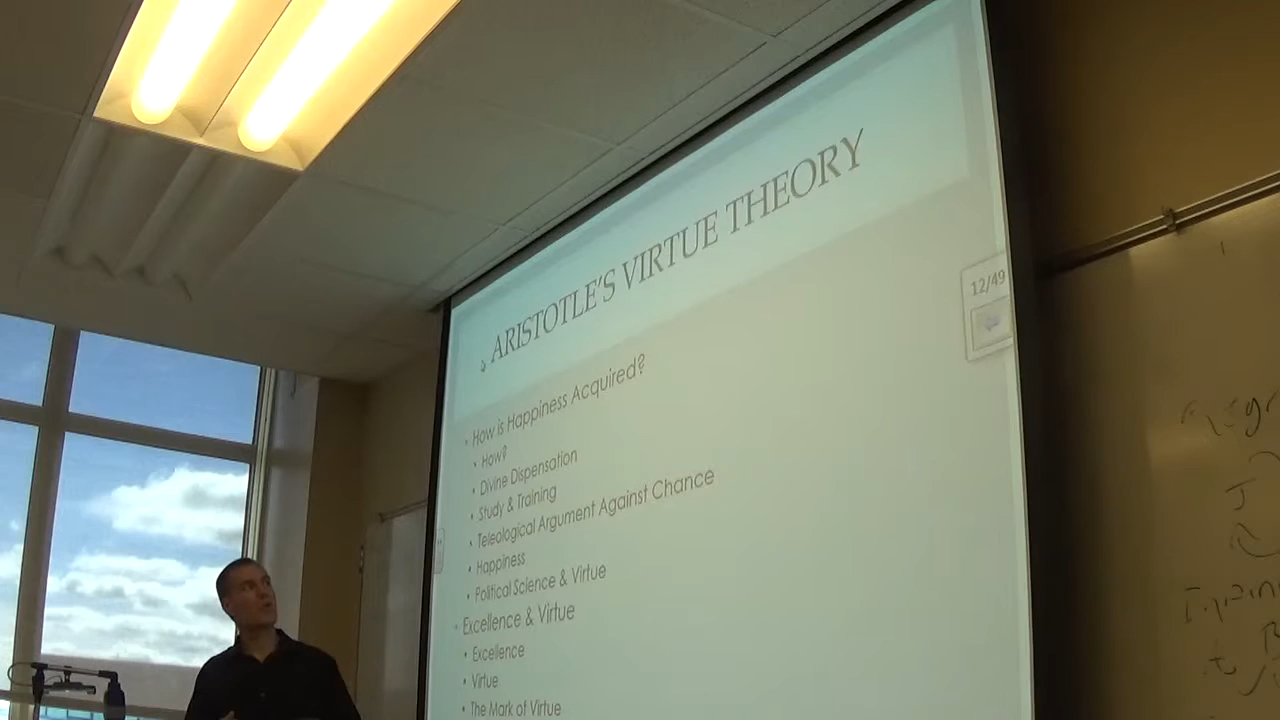 ARISTOTLE'S VIRTUE THEORY
12/49
How is Happiness Acquired?
How?
Divine Dispensation
Study & Training
Teleological Argument Against Chance
Happiness
Political Science & Virtue
Excellence & Virtue
Excellence
Virtue
The Mark of Virtue